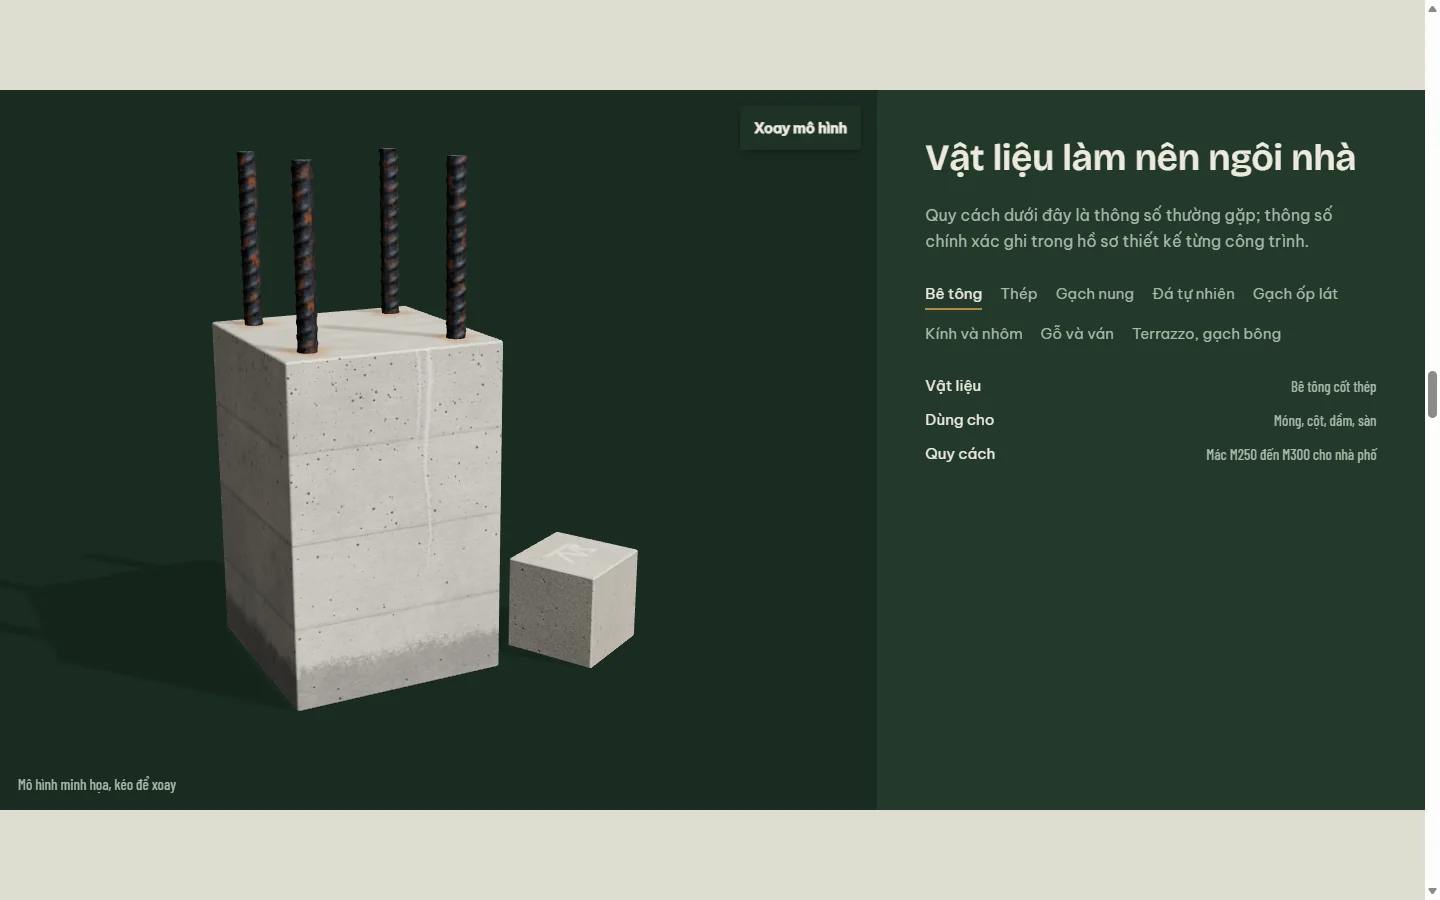 Xoay mô hình
Vật liệu làm nên ngôi nhà
Quy cách dưới đây là thông số thường gặp; thông số
chính xác ghi trong hồ sơ thiết kế từng công trình.
Bê tông Thép Gạch nung Đá tự nhiên Gạch ốp lát
Kính và nhôm Gỗ và ván Terrazzo, gạch bông
Vật liệu Bê tông cốt thép
Dùng cho Móng, cột, dầm, sàn
Quy cách Mác M250 đến M300 cho nhà phố
Mô hình minh họa, kéo để xoay